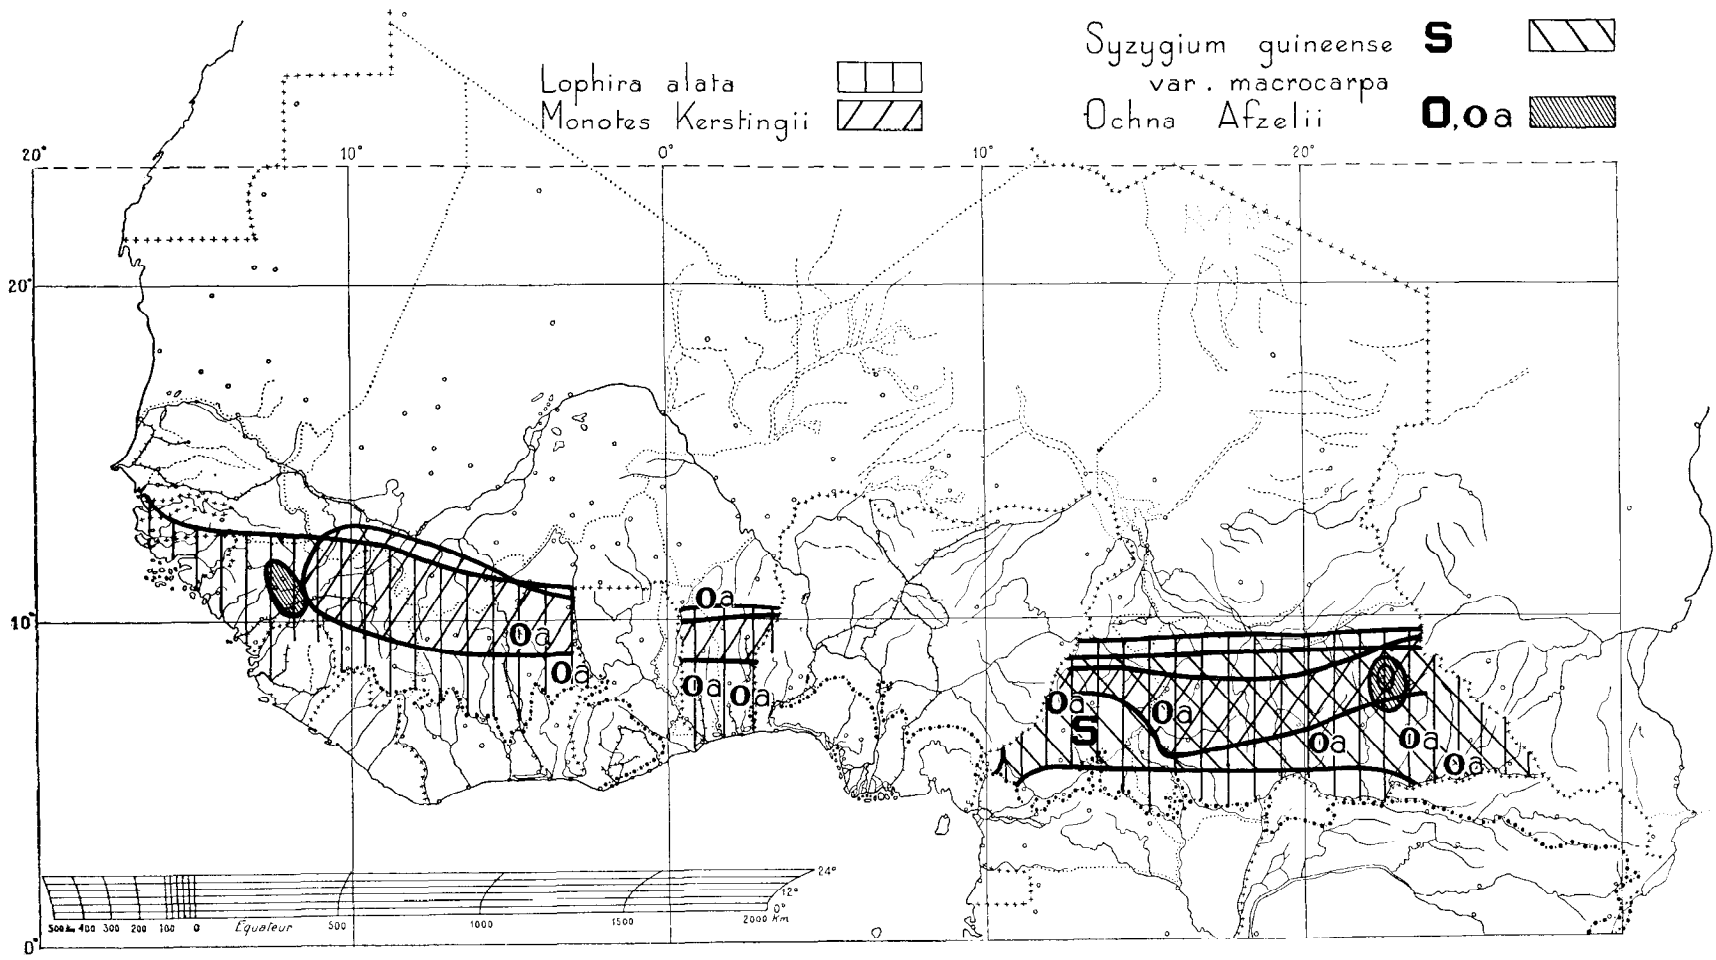 Syzygium guineense S
var. macrocarpa
Lophira alata
Monotes Kerstingii
Ochna Afzelii O,oa
20° 10° 0° 10° 20°
20°
10°
0°
Oa
Oa
Oa
Oa
Oa
Oa
S
Oa
Oa
Oa
Oa
24°
12°
0°
500 km 400 300 200 100 0 Équateur 500 1000 1500 2000 Km